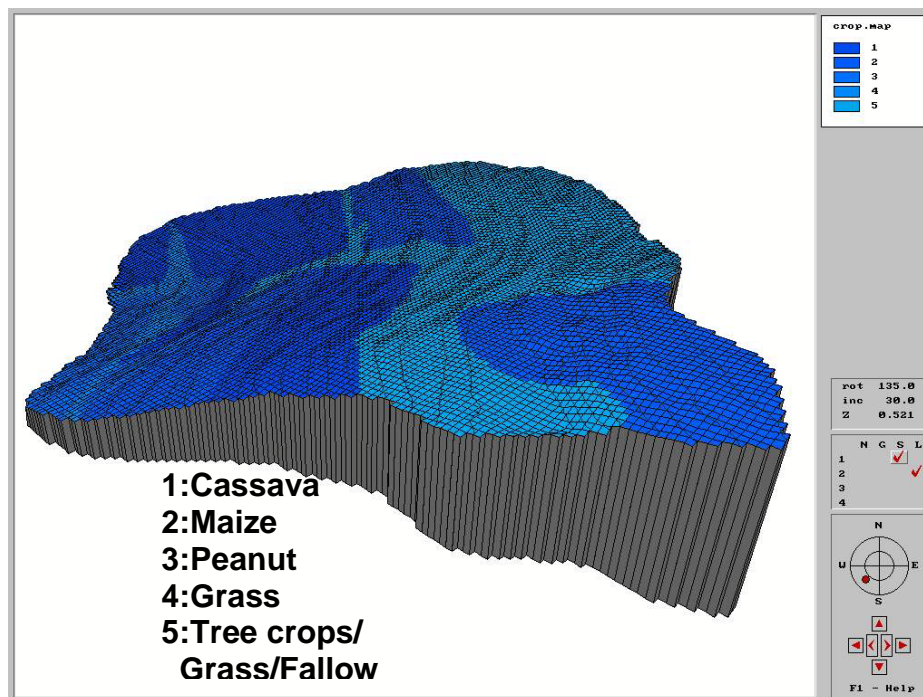 crop.map
1
2
3
4
5
rot 135.0
inc 30.0
Z 0.521
N G S L
1
2
3
4
N
W E
S
F1 - Help
1:Cassava
2:Maize
3:Peanut
4:Grass
5:Tree crops/
Grass/Fallow